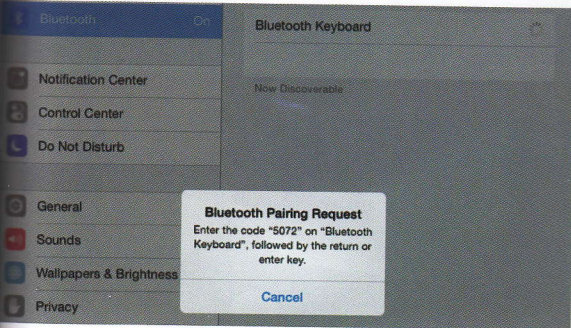 Bluetooth On
Bluetooth Keyboard
Now Discoverable
Notification Center
Control Center
Do Not Disturb
General
Sounds
Wallpapers & Brightness
Privacy
Bluetooth Pairing Request
Enter the code "5072" on "Bluetooth
Keyboard", followed by the return or
enter key.
Cancel